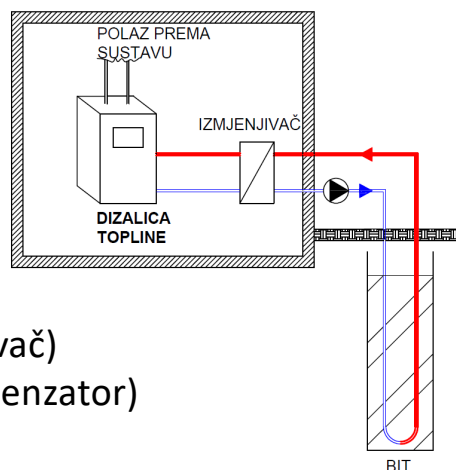 POLAZ PREMA
SUSTAVU
IZMJENJIVAČ
DIZALICA
TOPLINE
vač)
enzator)
BIT